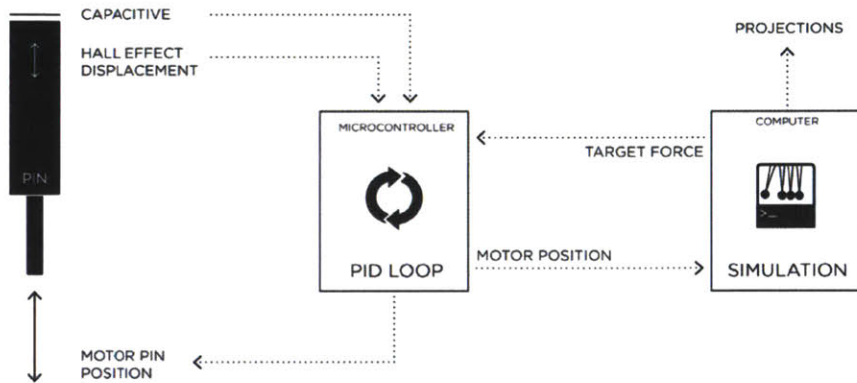 CAPACITIVE
HALL EFFECT
DISPLACEMENT
PIN
MICROCONTROLLER
PID LOOP
TARGET FORCE
MOTOR POSITION
PROJECTIONS
COMPUTER
>_
SIMULATION
MOTOR PIN
POSITION